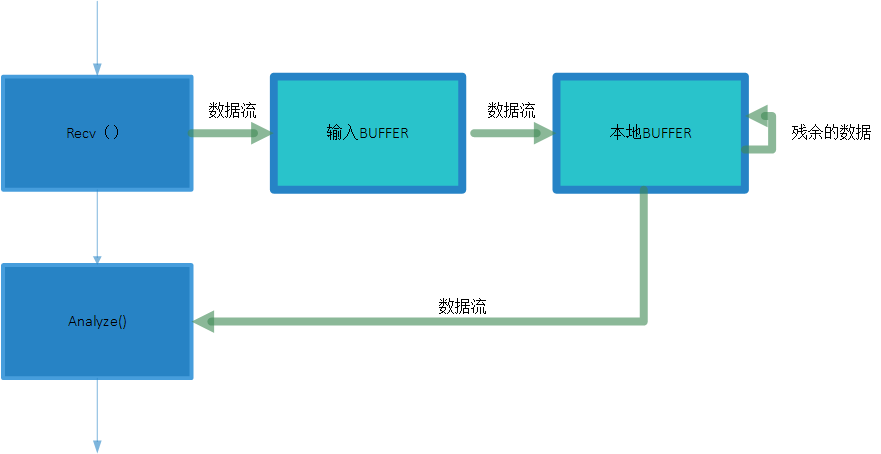 数据流
数据流
Recv（）
输入BUFFER
本地BUFFER
残余的数据
数据流
Analyze()